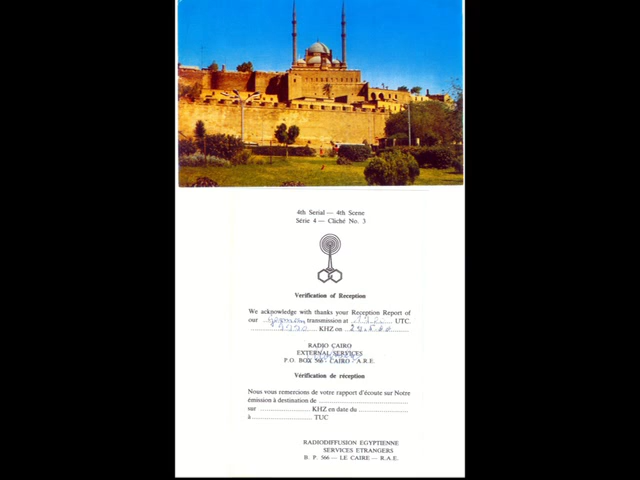 4th Serial — 4th Scene
Série 4 — Cliché No. 3
Verification of Reception
We acknowledge with thanks your Reception Report of
our German transmission at ............ UTC.
............ KHZ on ............
RADIO CAIRO
EXTERNAL SERVICES
P.O. BOX 566 CAIRO A.R.E.
Vérification de réception
Nous vous remercions de votre rapport d'écoute sur Notre
émission à destination de ............
sur ............ KHZ en date du ............
à ............ TUC
RADIODIFFUSION EGYPTIENNE
SERVICES ETRANGERS
B. P. 566 — LE CAIRE — R.A.E.